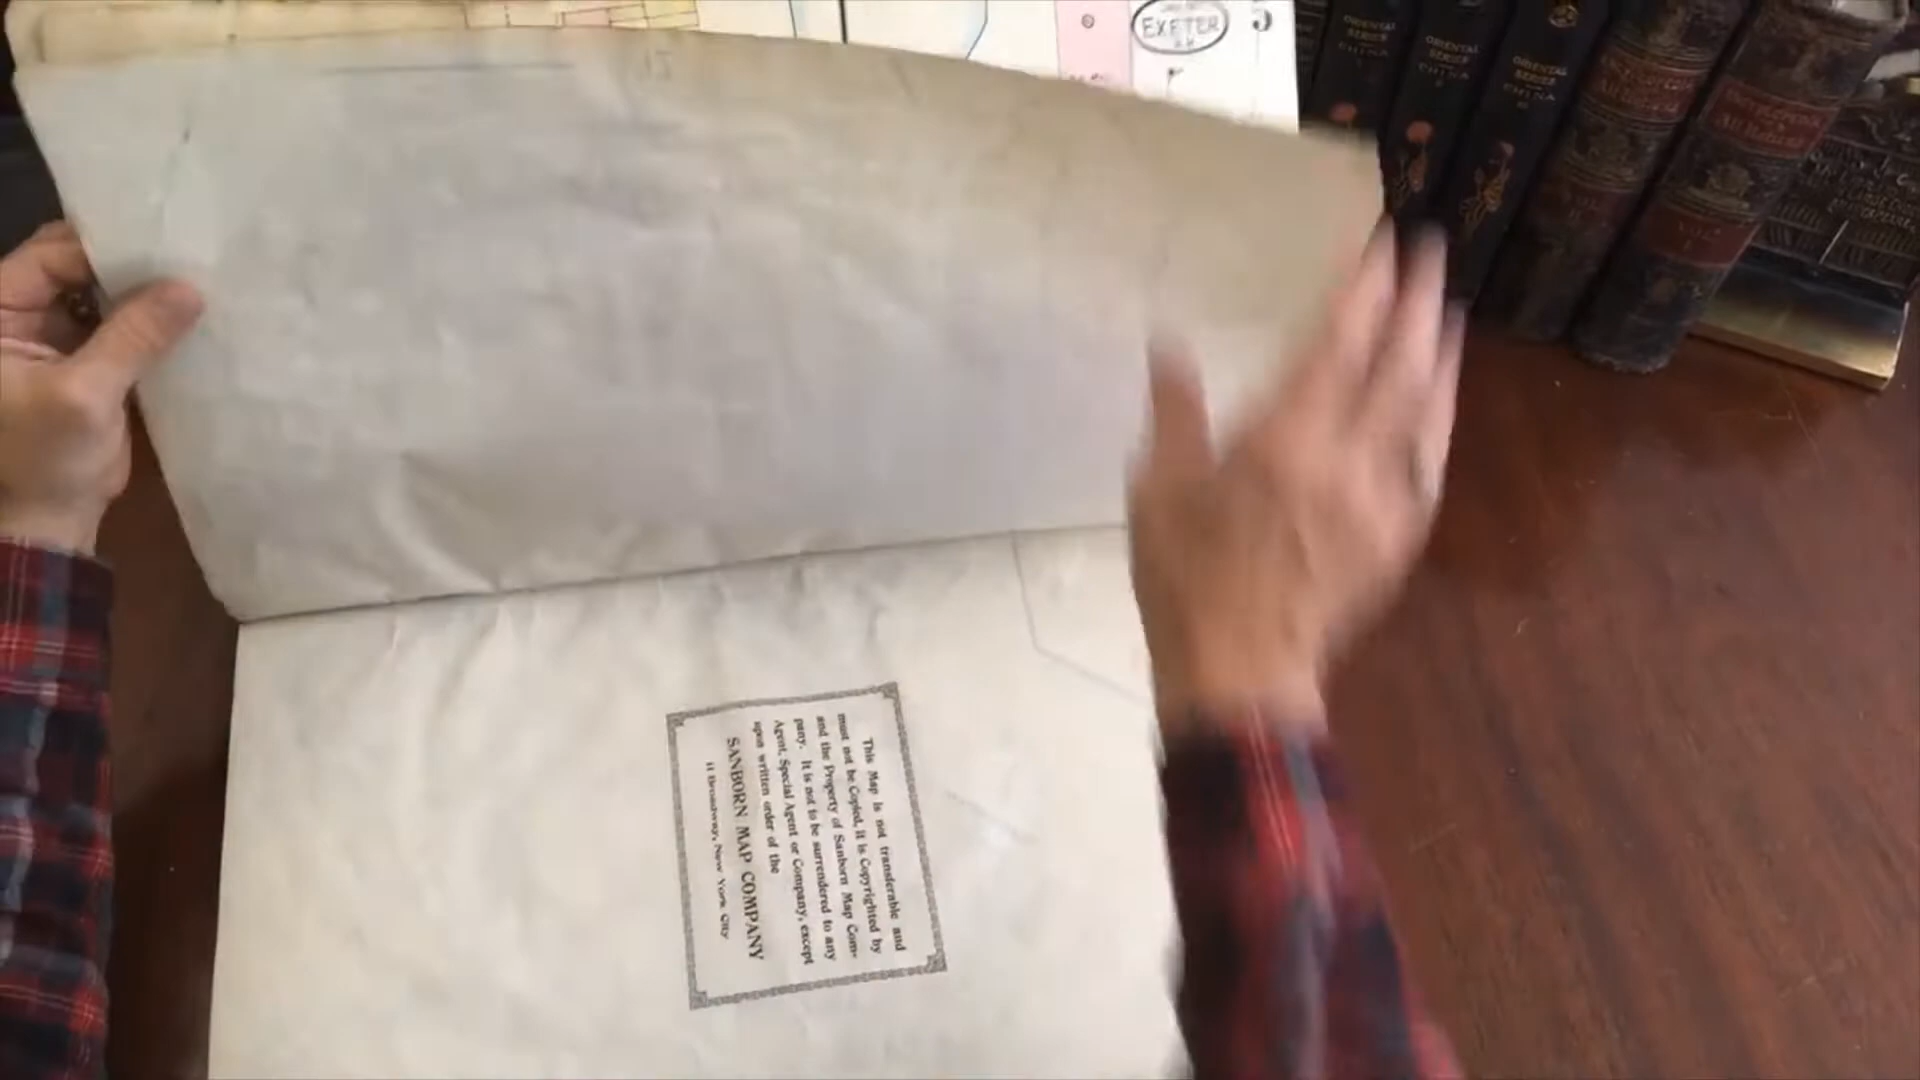 EXETER
5
ORIENTAL
SERIES
CHINA
ORIENTAL
SERIES
CHINA
ORIENTAL
SERIES
CHINA
VOL
This Map is not transferable and
must not be Copied, it is Copyrighted by
and the Property of Sanborn Map Com-
pany. It is not to be surrendered to any
Agent, Special Agent or Company, except
upon written order of the
SANBORN MAP COMPANY
11 Broadway, New York City